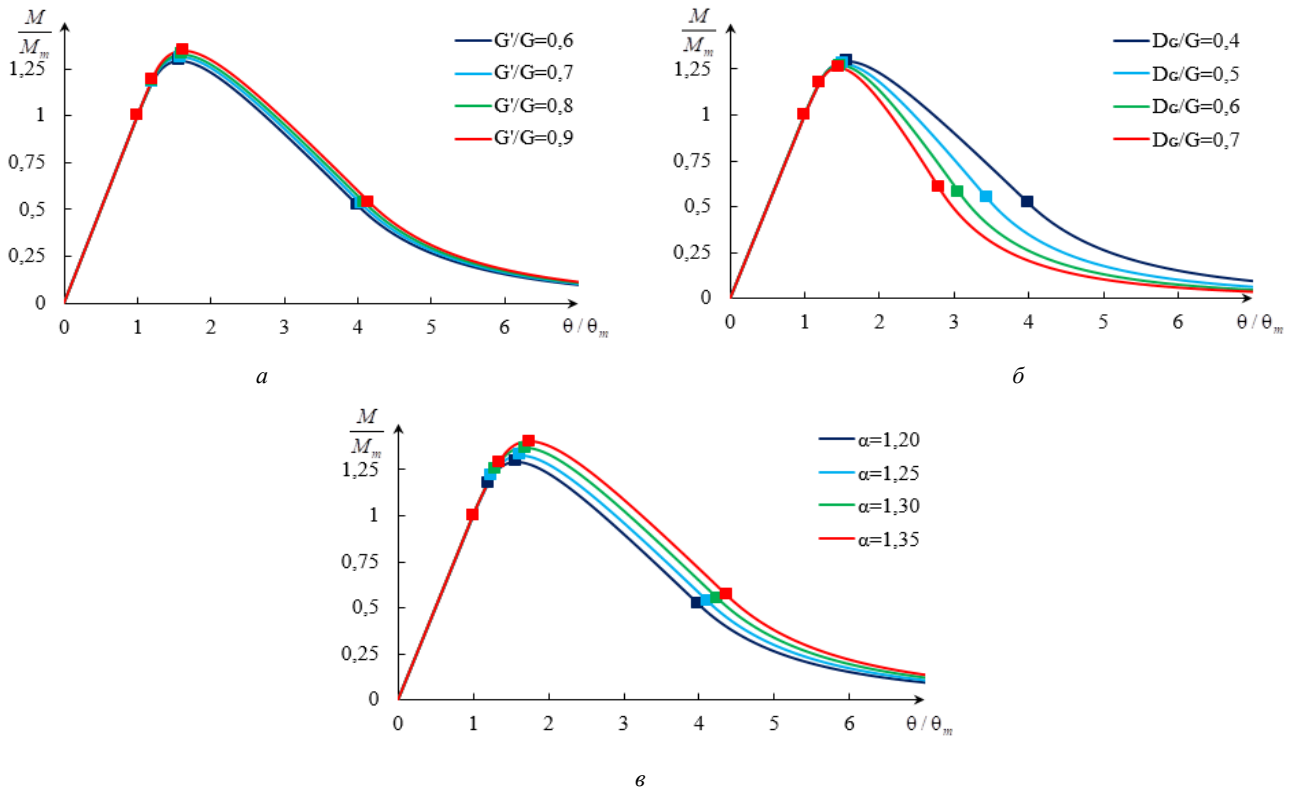 M
M_m
1,25
1
0,75
0,5
0,25
0
0 1 2 3 4 5 6 θ / θ_m
G'/G=0,6
G'/G=0,7
G'/G=0,8
G'/G=0,9
а
M
M_m
1,25
1
0,75
0,5
0,25
0
0 1 2 3 4 5 6 θ / θ_m
D_G/G=0,4
D_G/G=0,5
D_G/G=0,6
D_G/G=0,7
б
M
M_m
1,25
1
0,75
0,5
0,25
0
0 1 2 3 4 5 6 θ / θ_m
α=1,20
α=1,25
α=1,30
α=1,35
в